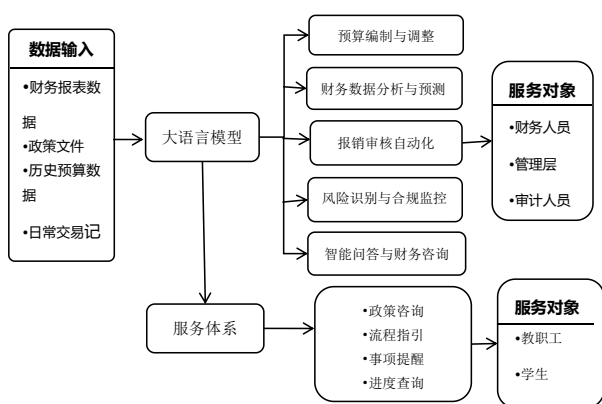 数据输入
•财务报表数
据
•政策文件
•历史预算数
据
•日常交易记
大语言模型
预算编制与调整
财务数据分析与预测
报销审核自动化
风险识别与合规监控
智能问答与财务咨询
服务对象
•财务人员
•管理层
•审计人员
服务体系
•政策咨询
•流程指引
•事项提醒
•进度查询
服务对象
•教职工
•学生